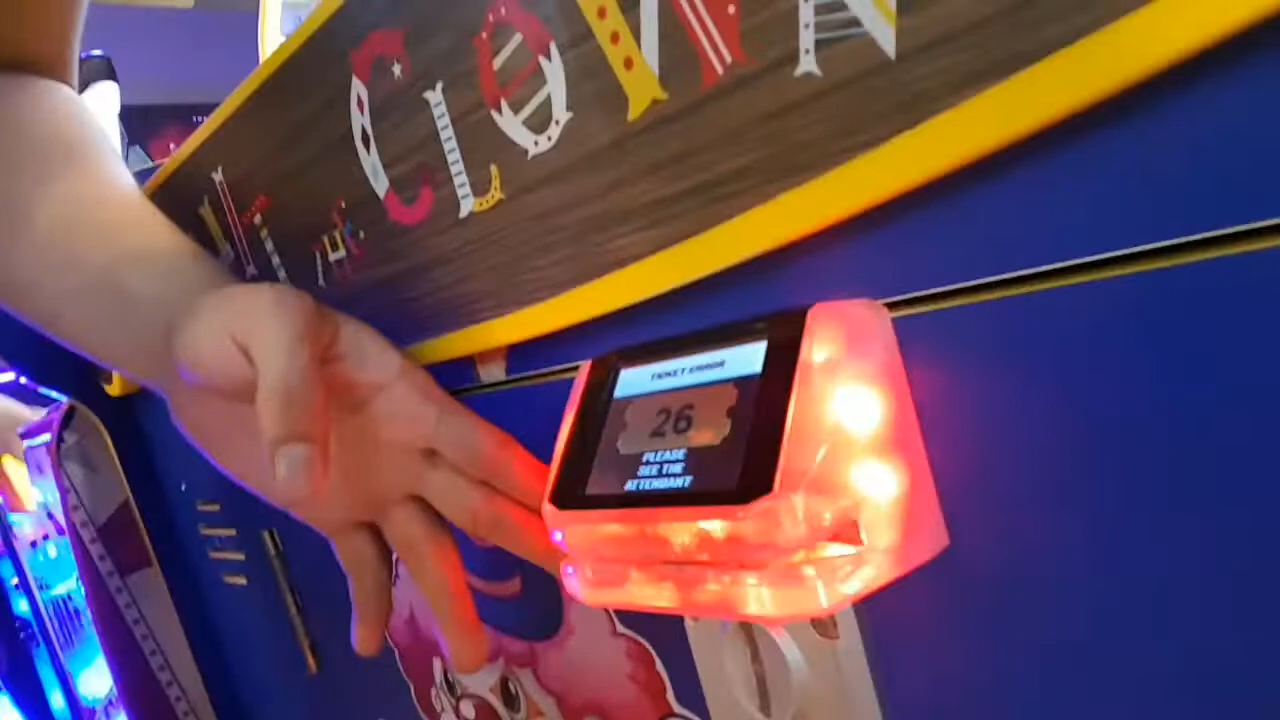 CLOWN
TICKET ERROR
26
PLEASE
SEE THE
ATTENDANT